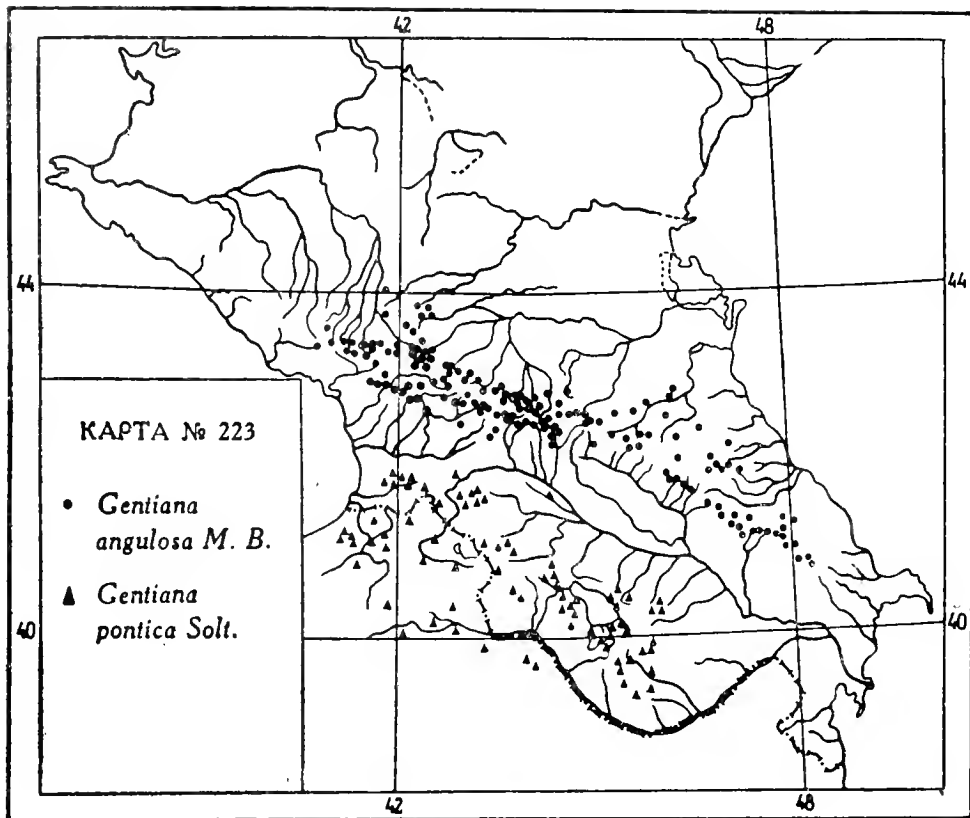 42 48
44 44
КАРТА № 223
• Gentiana
angulosa M. B.
▲ Gentiana
pontica Solt.
40 40
42 48